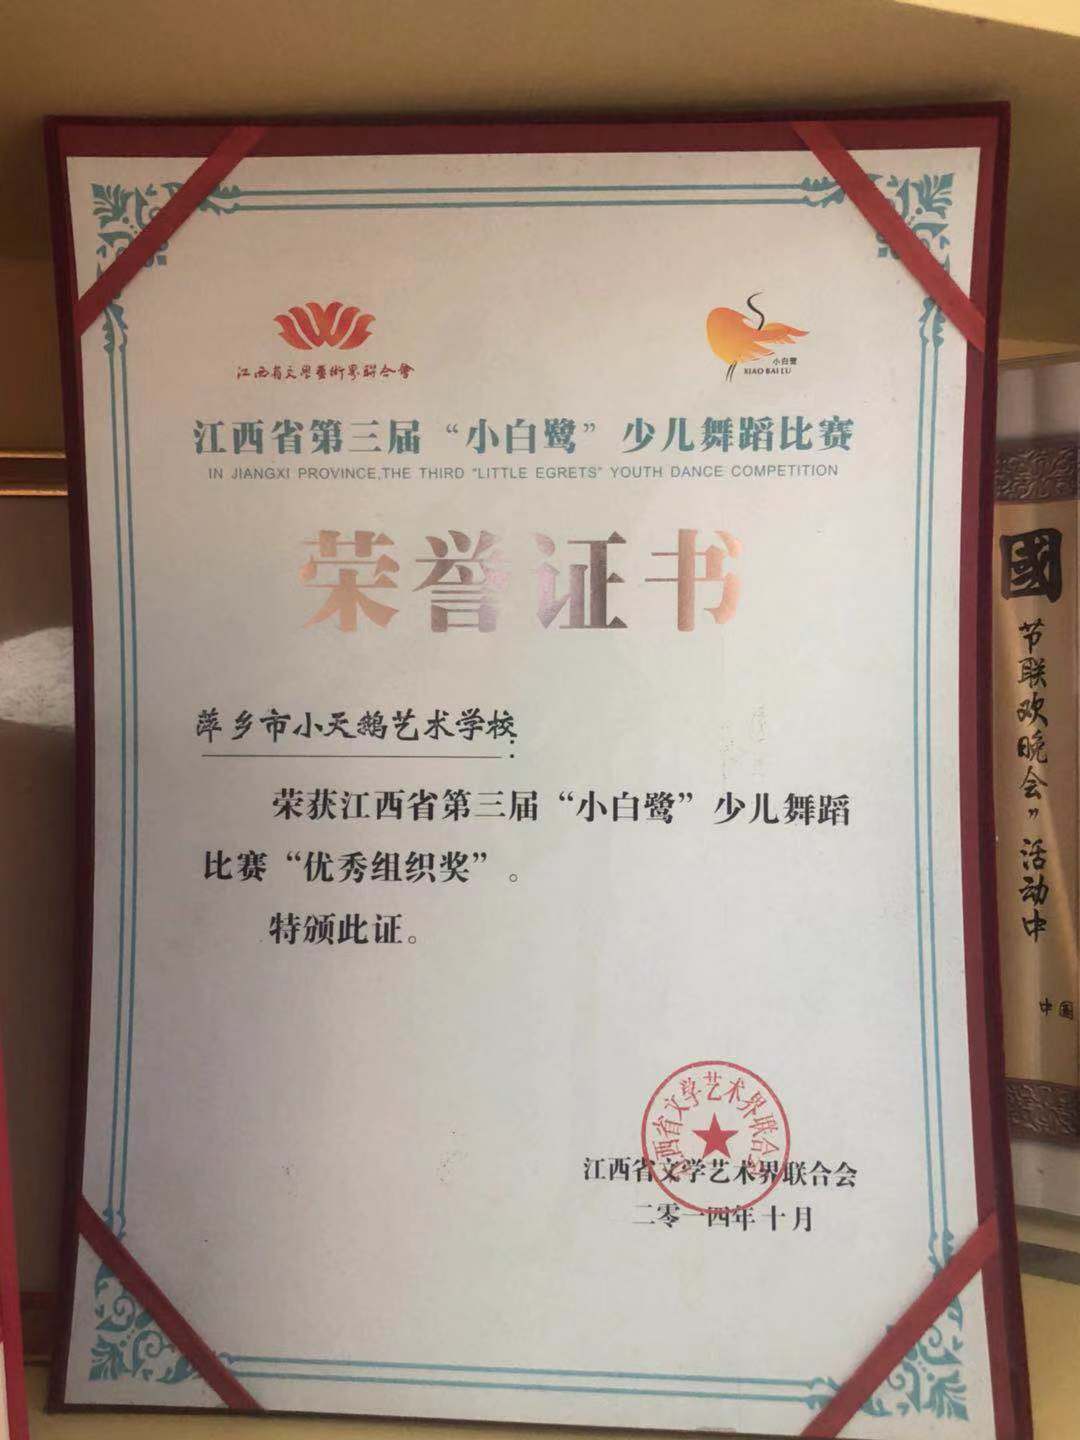 江西省文學藝術界聯合會
小白鹭
XIAO BAI LU
江西省第三届“小白鹭”少儿舞蹈比赛
IN JIANGXI PROVINCE,THE THIRD "LITTLE EGRETS" YOUTH DANCE COMPETITION
荣誉证书
萍乡市小天鹅艺术学校:
荣获江西省第三届“小白鹭”少儿舞蹈
比赛“优秀组织奖”。
特颁此证。
江西省文学艺术界联合会
江西省文学艺术界联合会
二零一四年十月
國
节联欢晚会”活动中
中国